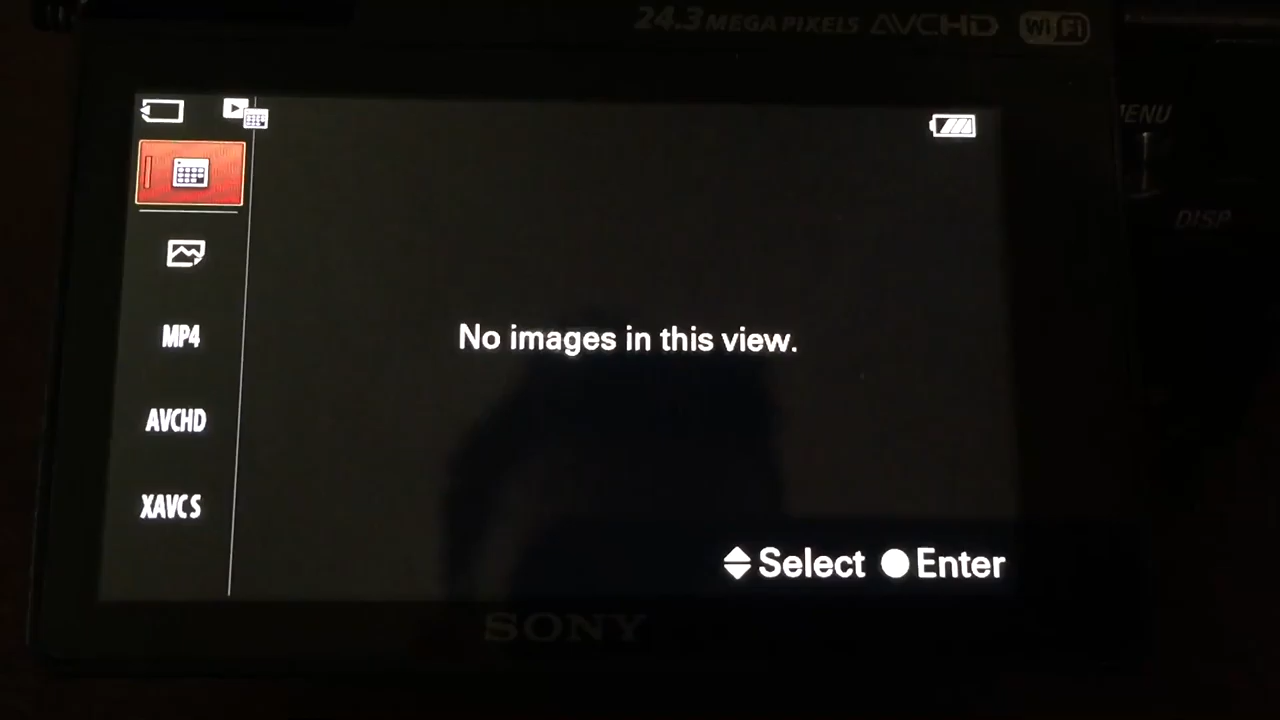 24.3 MEGA PIXELS AVCHD Wi Fi
MENU
DISP
No images in this view.
MP4
AVCHD
XAVC S
Select Enter
SONY